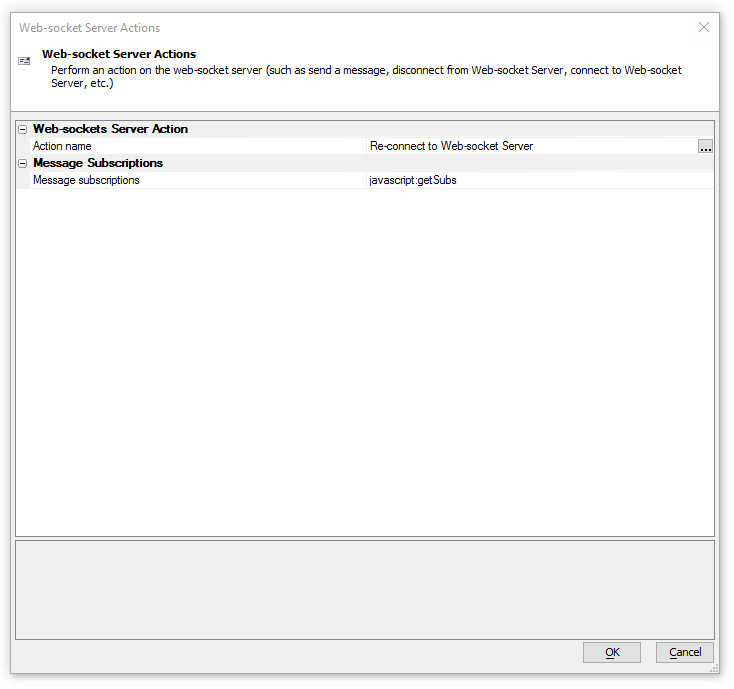 Web-socket Server Actions
Web-socket Server Actions
Perform an action on the web-socket server (such as send a message, disconnect from Web-socket Server, connect to Web-socket
Server, etc.)
Web-sockets Server Action
Action name Re-connect to Web-socket Server ...
Message Subscriptions
Message subscriptions javascript:getSubs
OK Cancel